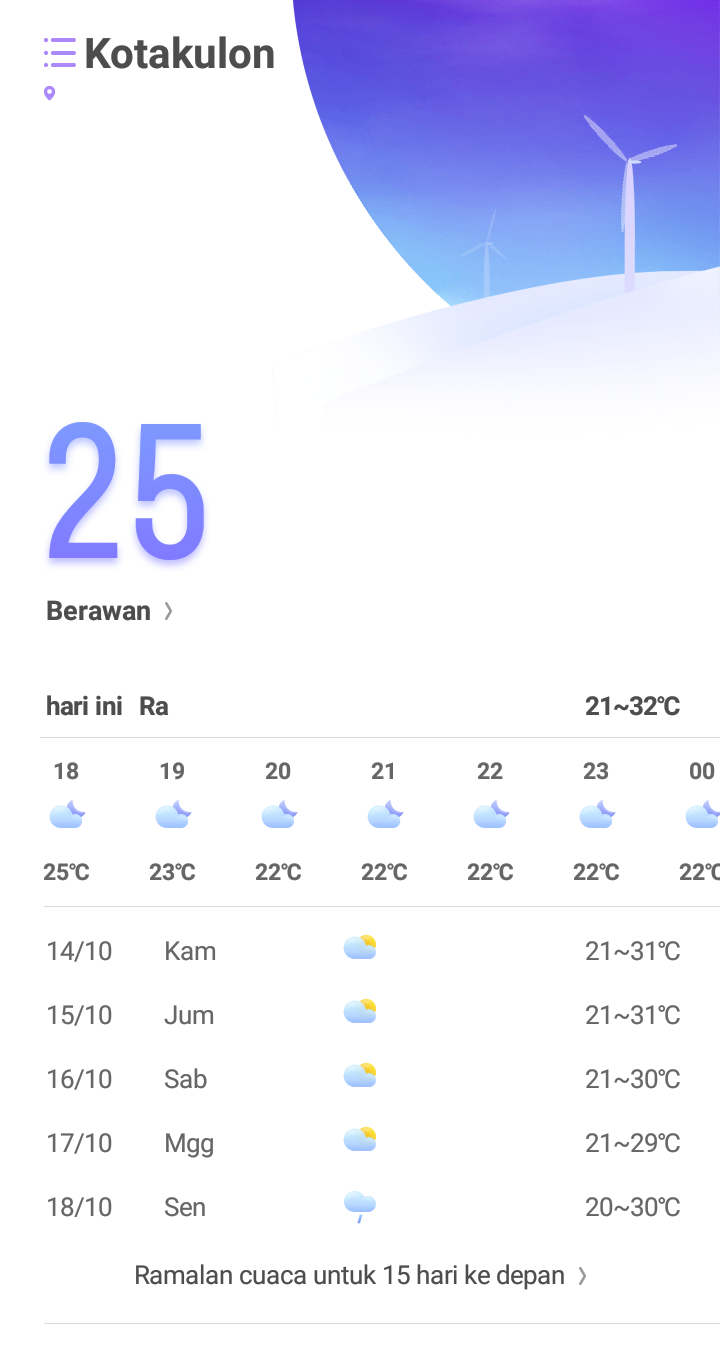 Kotakulon
25
Berawan
hari ini Ra 21~32℃
18 19 20 21 22 23 00
25℃ 23℃ 22℃ 22℃ 22℃ 22℃ 22℃
14/10 Kam 21~31℃
15/10 Jum 21~31℃
16/10 Sab 21~30℃
17/10 Mgg 21~29℃
18/10 Sen 20~30℃
Ramalan cuaca untuk 15 hari ke depan